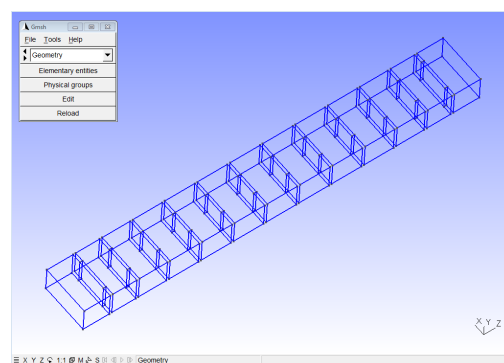 Gmsh
File Tools Help
Geometry
Elementary entities
Physical groups
Edit
Reload
X Y Z
X Y Z 1:1 M S Geometry